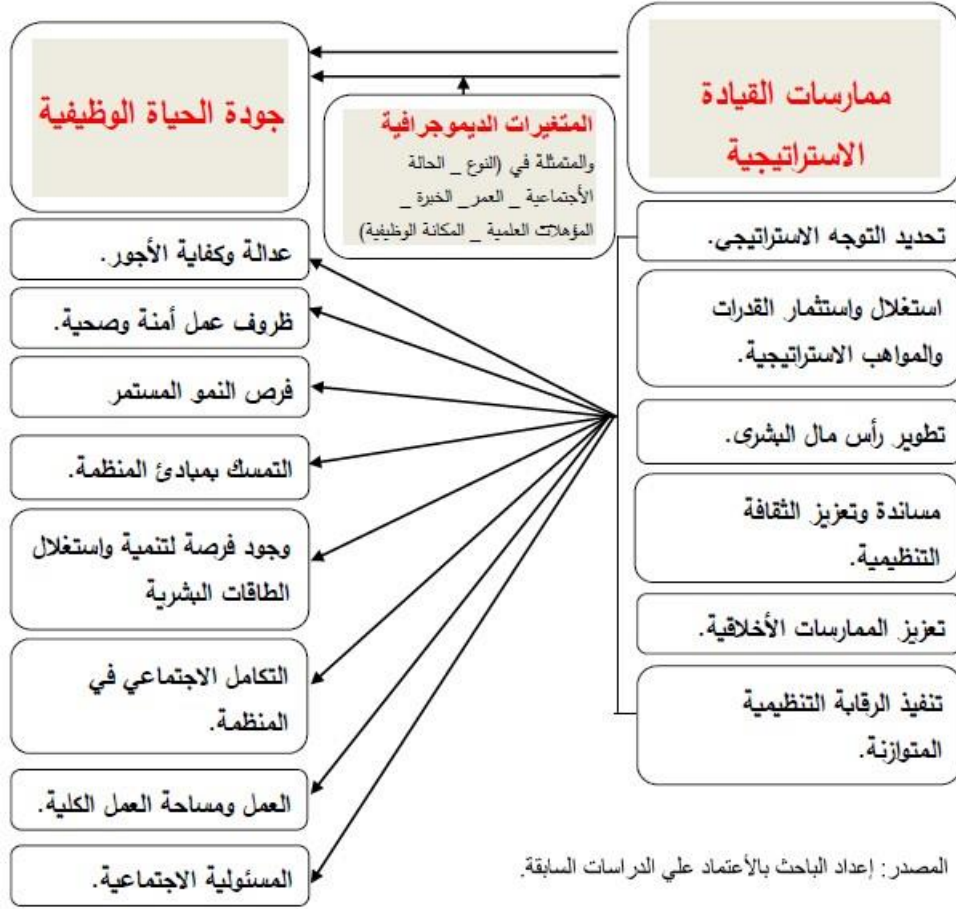 ممارسات القيادة
الاستراتيجية
تحديد التوجه الاستراتيجي.
استغلال واستثمار القدرات
والمواهب الاستراتيجية.
تطوير رأس مال البشرى.
مساندة وتعزيز الثقافة
التنظيمية.
تعزيز الممارسات الأخلاقية.
تنفيذ الرقابة التنظيمية
المتوازنة.
المتغيرات الديموجرافية
والمتمثلة في (النوع _ الحالة
الأجتماعية _ العمر _ الخبرة _
المؤهلات العلمية _ المكانة الوظيفية)
جودة الحياة الوظيفية
عدالة وكفاية الأجور.
ظروف عمل أمنة وصحية.
فرص النمو المستمر
التمسك بمبادئ المنظمة.
وجود فرصة لتنمية واستغلال
الطاقات البشرية
التكامل الاجتماعي في
المنظمة.
العمل ومساحة العمل الكلية.
المسئولية الاجتماعية.
المصدر: إعداد الباحث بالأعتماد علي الدراسات السابقة.